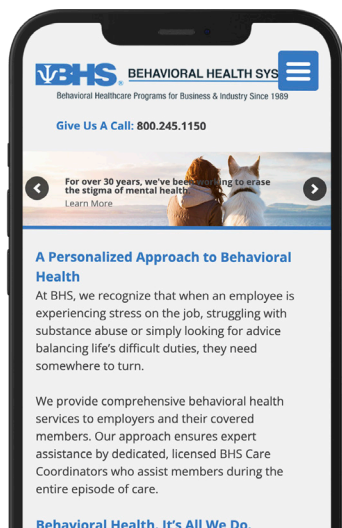 BHS® BEHAVIORAL HEALTH SYS
Behavioral Healthcare Programs for Business & Industry Since 1989
Give Us A Call: 800.245.1150
For over 30 years, we've been working to erase
the stigma of mental health.
Learn More
A Personalized Approach to Behavioral
Health
At BHS, we recognize that when an employee is
experiencing stress on the job, struggling with
substance abuse or simply looking for advice
balancing life's difficult duties, they need
somewhere to turn.
We provide comprehensive behavioral health
services to employers and their covered
members. Our approach ensures expert
assistance by dedicated, licensed BHS Care
Coordinators who assist members during the
entire episode of care.
Behavioral Health. It's All We Do.